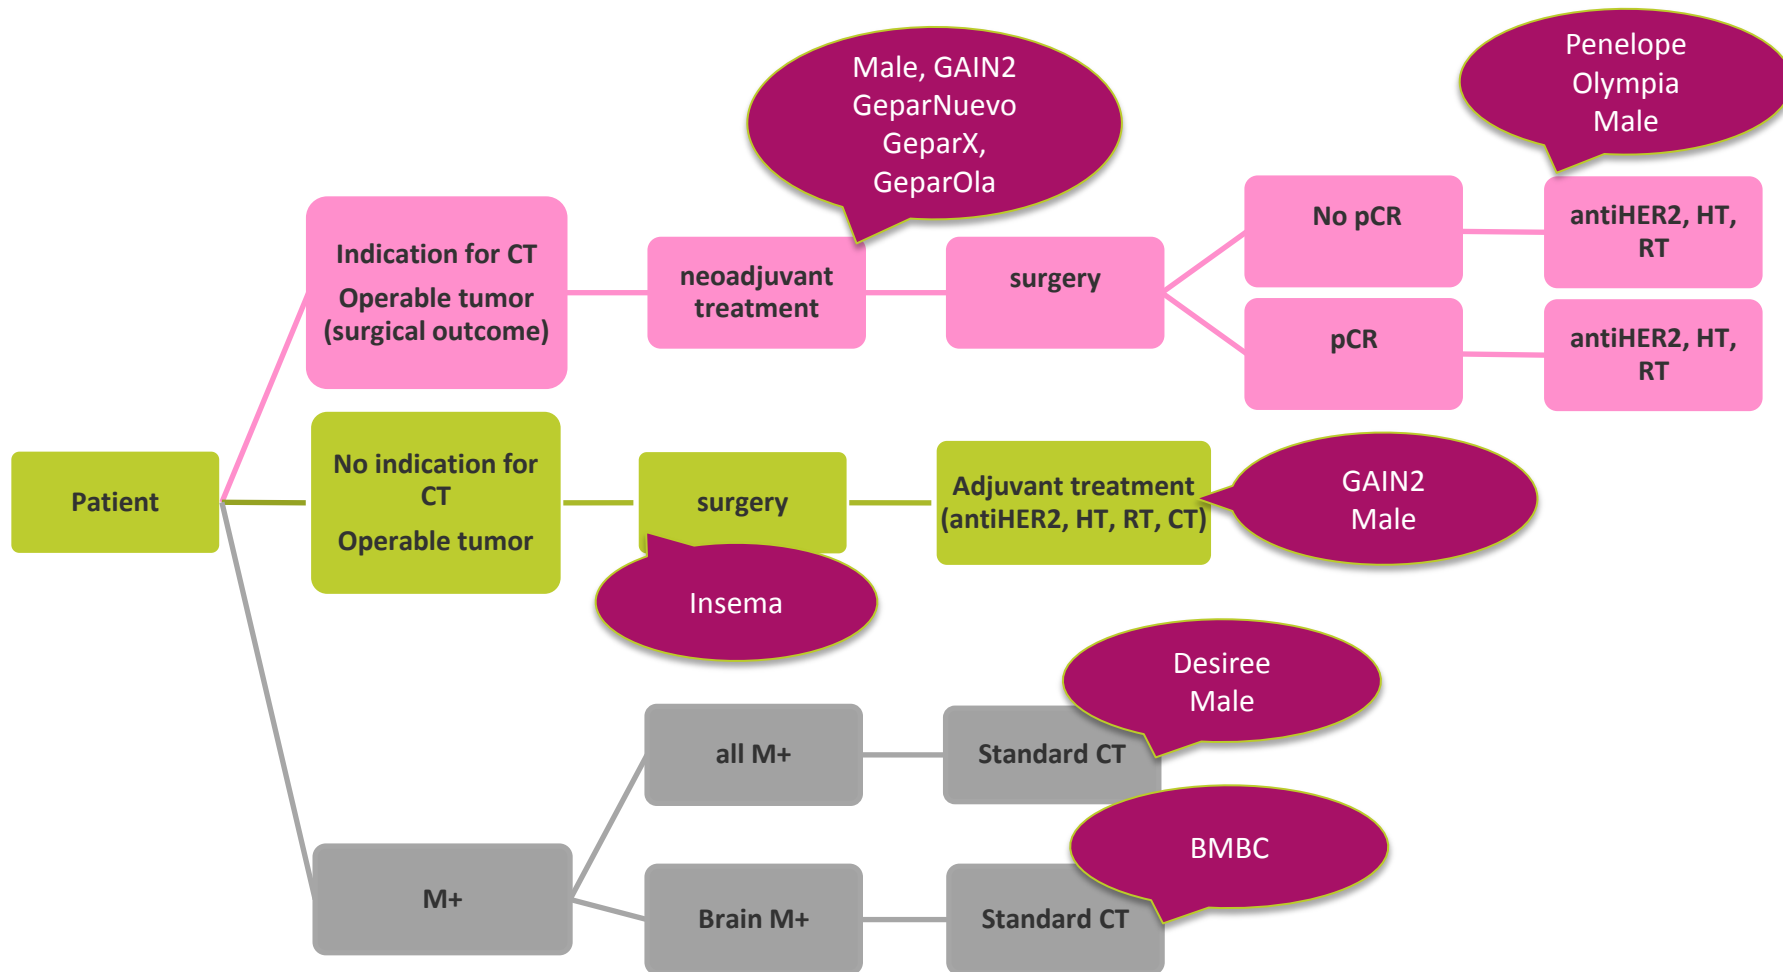 Male, GAIN2
GeparNuevo
GeparX,
GeparOla
Penelope
Olympia
Male
Indication for CT
Operable tumor
(surgical outcome)
neoadjuvant
treatment
surgery
No pCR
antiHER2, HT,
RT
pCR
antiHER2, HT,
RT
Patient
No indication for
CT
Operable tumor
surgery
Adjuvant treatment
(antiHER2, HT, RT, CT)
GAIN2
Male
Insema
Desiree
Male
all M+
Standard CT
BMBC
M+
Brain M+
Standard CT